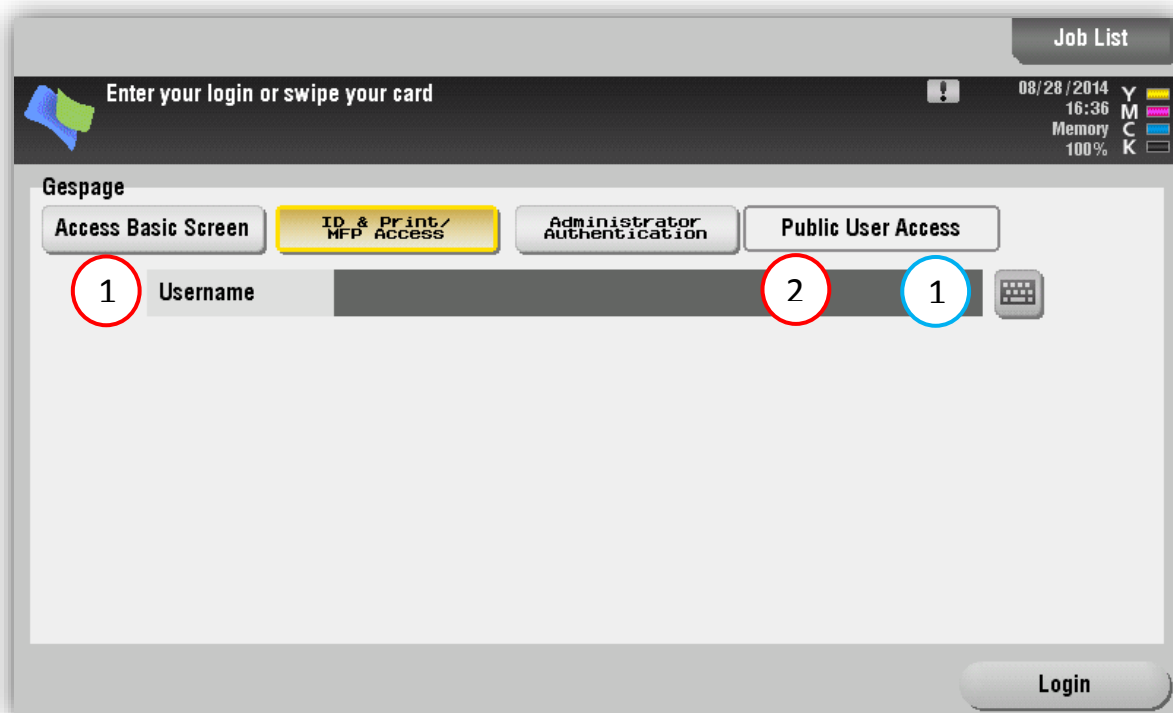 Job List
Enter your login or swipe your card
!
08/28/2014
16:36
Memory
100%
Y
M
C
K
Gespage
Access Basic Screen
ID & Print/
MFP Access
Administrator
Authentication
Public User Access
1
Username
2
1
Login